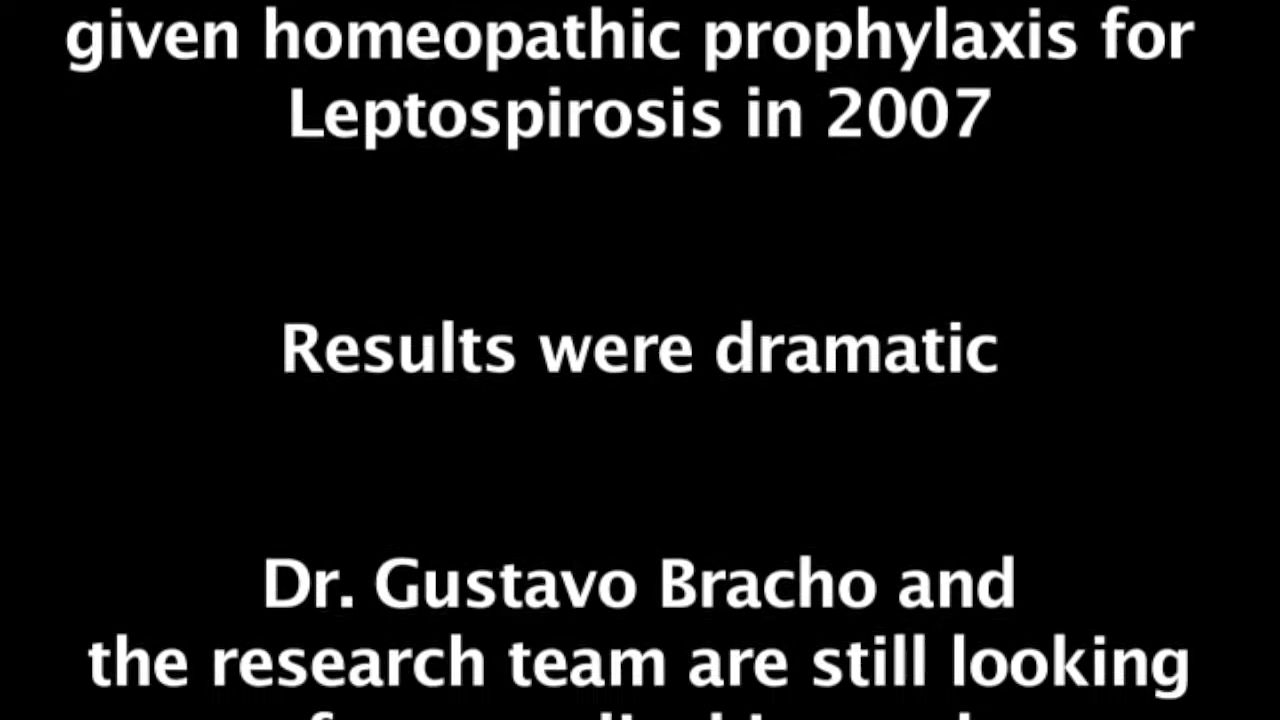 given homeopathic prophylaxis for
Leptospirosis in 2007
Results were dramatic
Dr. Gustavo Bracho and
the research team are still looking